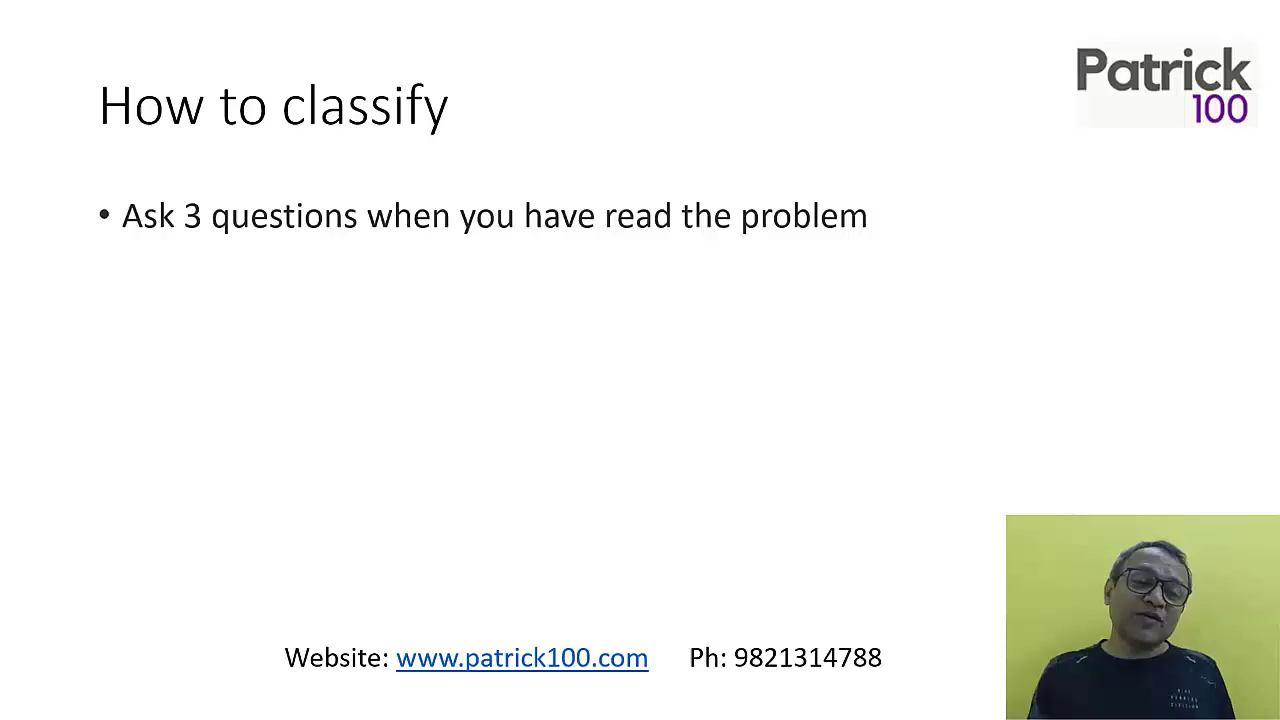 Patrick
100
How to classify
• Ask 3 questions when you have read the problem
Website: www.patrick100.com Ph: 9821314788